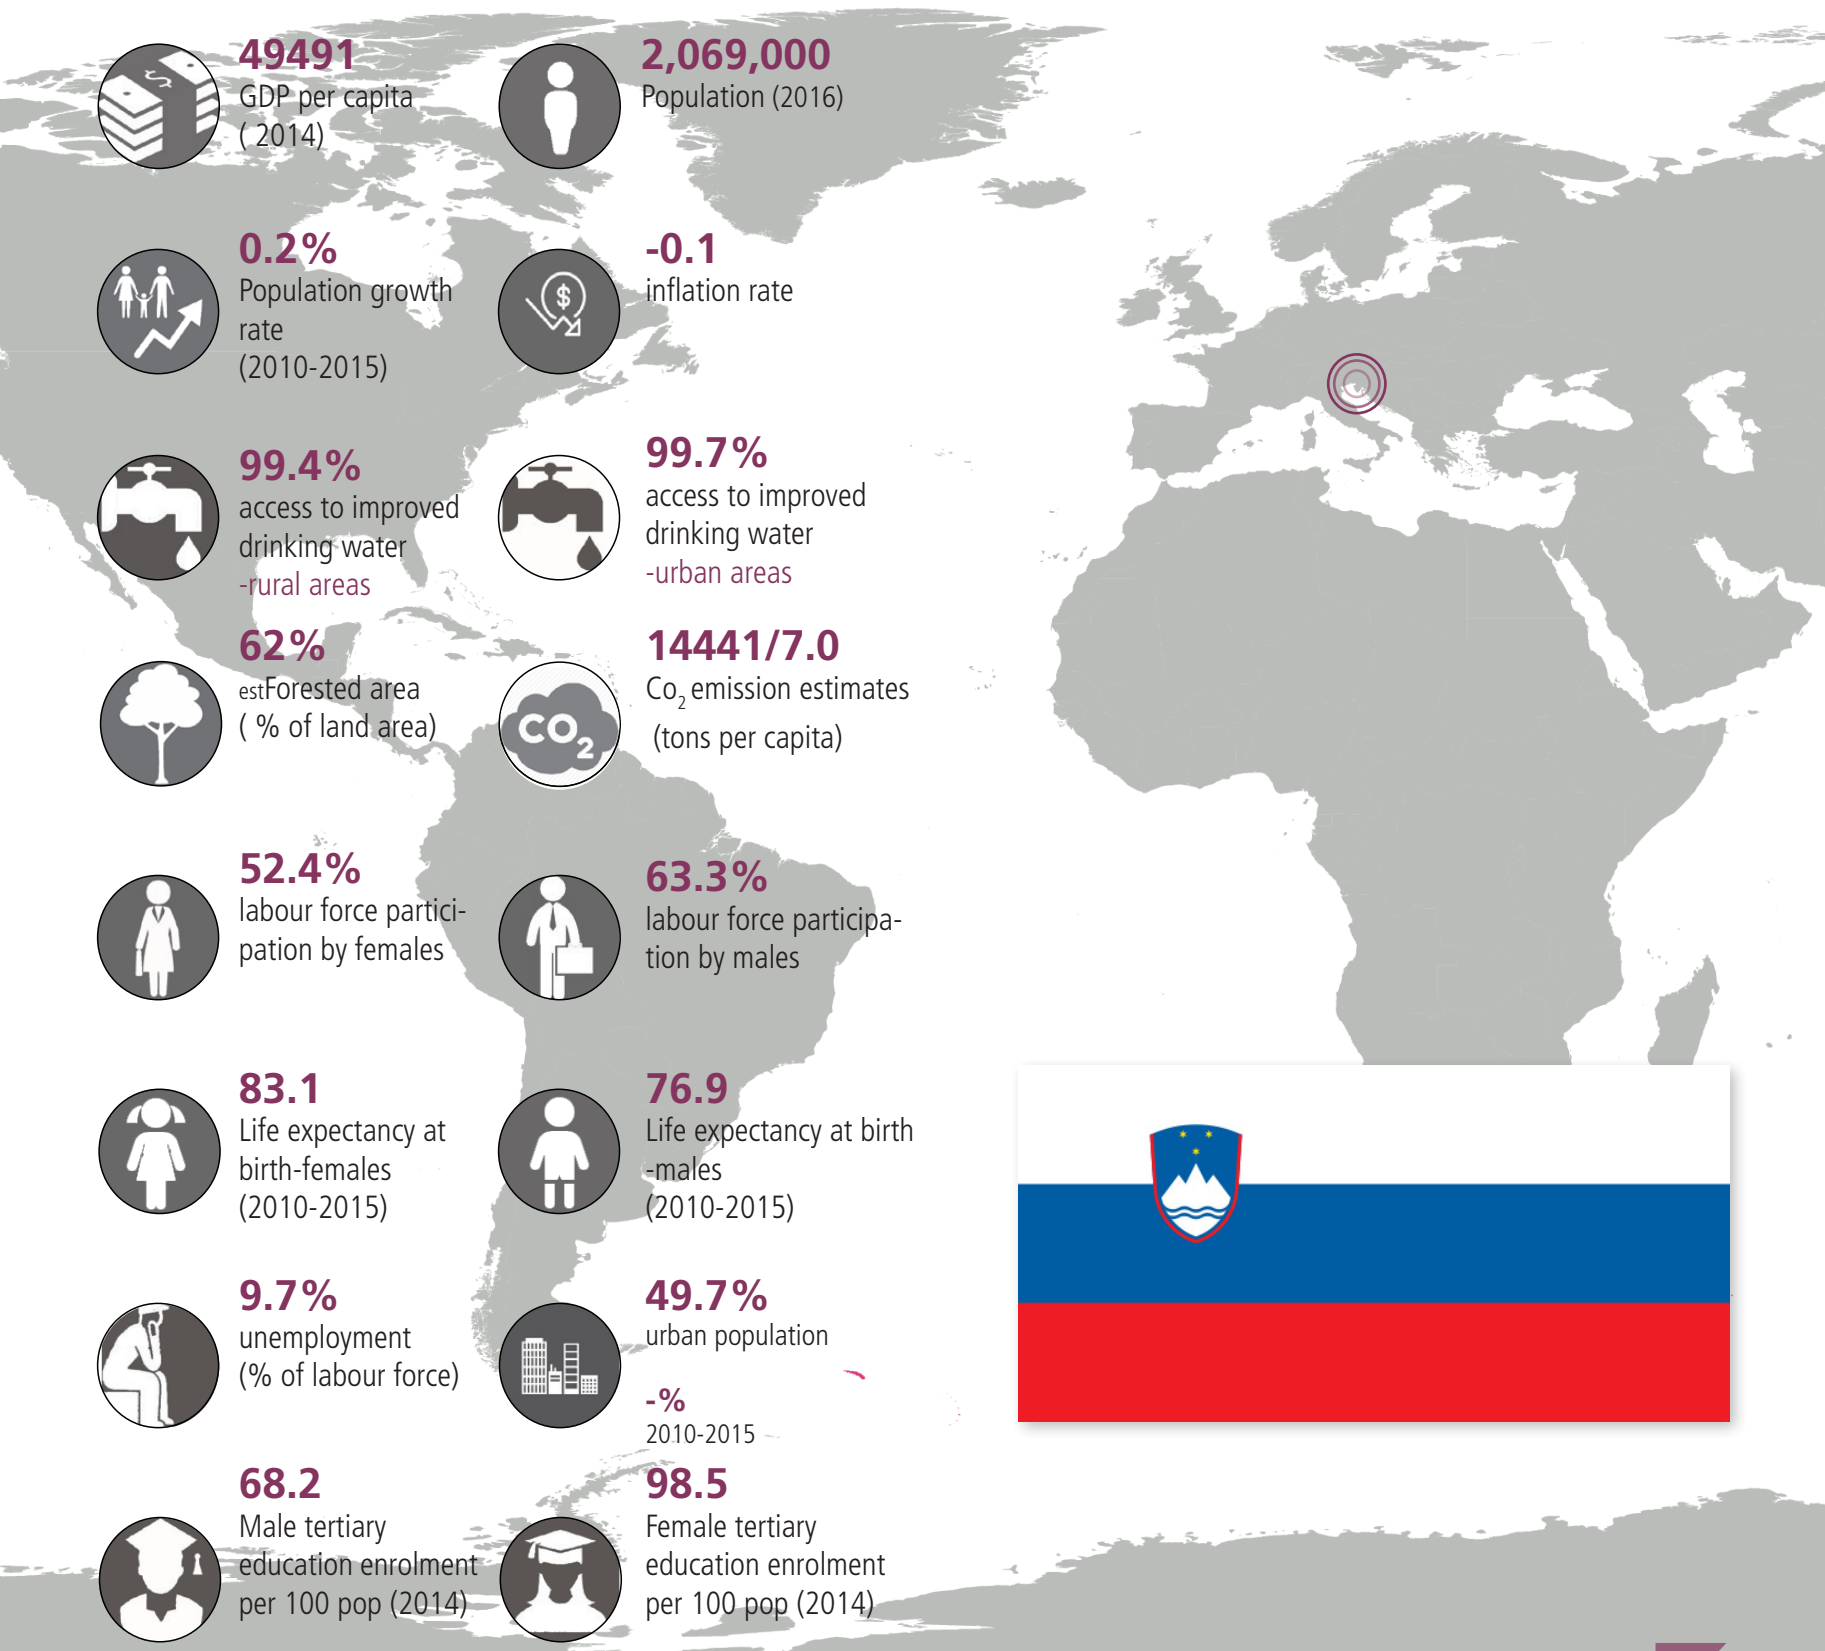 49491
GDP per capita
( 2014)
2,069,000
Population (2016)
0.2%
Population growth
rate
(2010-2015)
$
-0.1
inflation rate
99.4%
access to improved
drinking water
-rural areas
99.7%
access to improved
drinking water
-urban areas
62%
estForested area
( % of land area)
CO2
14441/7.0
Co2 emission estimates
(tons per capita)
52.4%
labour force partici-
pation by females
63.3%
labour force participa-
tion by males
83.1
Life expectancy at
birth-females
(2010-2015)
76.9
Life expectancy at birth
-males
(2010-2015)
9.7%
unemployment
(% of labour force)
49.7%
urban population
-%
2010-2015
68.2
Male tertiary
education enrolment
per 100 pop (2014)
98.5
Female tertiary
education enrolment
per 100 pop (2014)